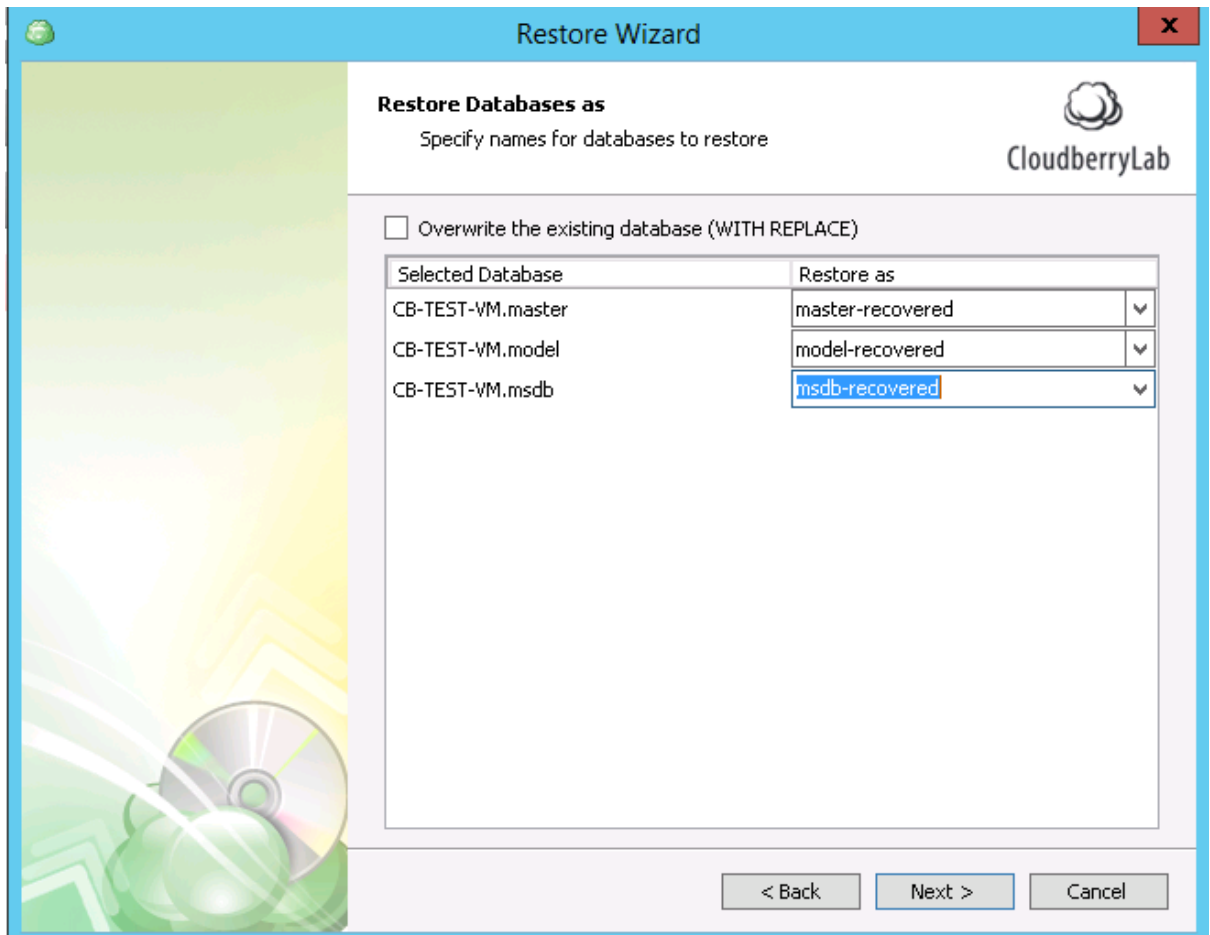 Restore Wizard
x
Restore Databases as
Specify names for databases to restore
CloudberryLab
Overwrite the existing database (WITH REPLACE)
Selected Database Restore as
CB-TEST-VM.master master-recovered
CB-TEST-VM.model model-recovered
CB-TEST-VM.msdb msdb-recovered
< Back Next > Cancel